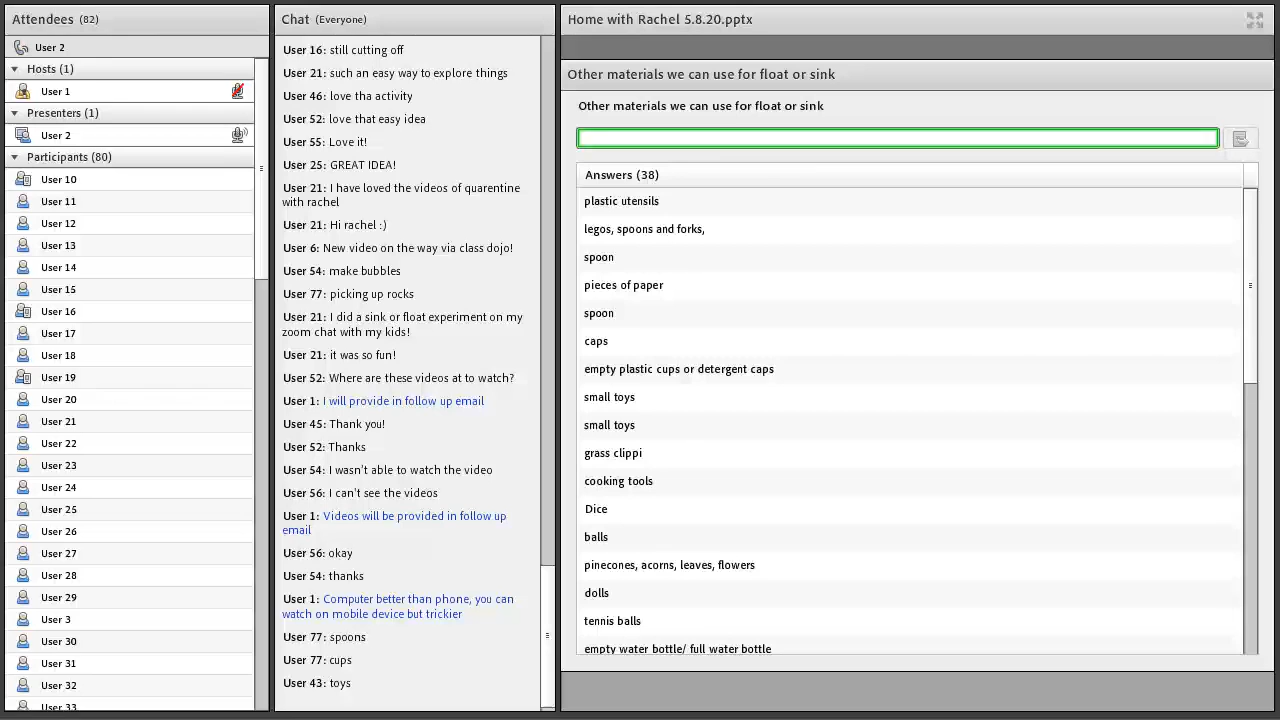 Attendees (82)
User 2
Hosts (1)
User 1
Presenters (1)
User 2
Participants (80)
User 10
User 11
User 12
User 13
User 14
User 15
User 16
User 17
User 18
User 19
User 20
User 21
User 22
User 23
User 24
User 25
User 26
User 27
User 28
User 29
User 3
User 30
User 31
User 32
User 33
Chat (Everyone)
User 16: still cutting off
User 21: such an easy way to explore things
User 46: love tha activity
User 52: love that easy idea
User 55: Love it!
User 25: GREAT IDEA!
User 21: I have loved the videos of quarentine
with rachel
User 21: Hi rachel :)
User 6: New video on the way via class dojo!
User 54: make bubbles
User 77: picking up rocks
User 21: I did a sink or float experiment on my
zoom chat with my kids!
User 21: it was so fun!
User 52: Where are these videos at to watch?
User 1: I will provide in follow up email
User 45: Thank you!
User 52: Thanks
User 54: I wasn't able to watch the video
User 56: I can't see the videos
User 1: Videos will be provided in follow up
email
User 56: okay
User 54: thanks
User 1: Computer better than phone, you can
watch on mobile device but trickier
User 77: spoons
User 77: cups
User 43: toys
Home with Rachel 5.8.20.pptx
Other materials we can use for float or sink
Other materials we can use for float or sink
Answers (38)
plastic utensils
legos, spoons and forks,
spoon
pieces of paper
spoon
caps
empty plastic cups or detergent caps
small toys
small toys
grass clippi
cooking tools
Dice
balls
pinecones, acorns, leaves, flowers
dolls
tennis balls
empty water bottle/ full water bottle